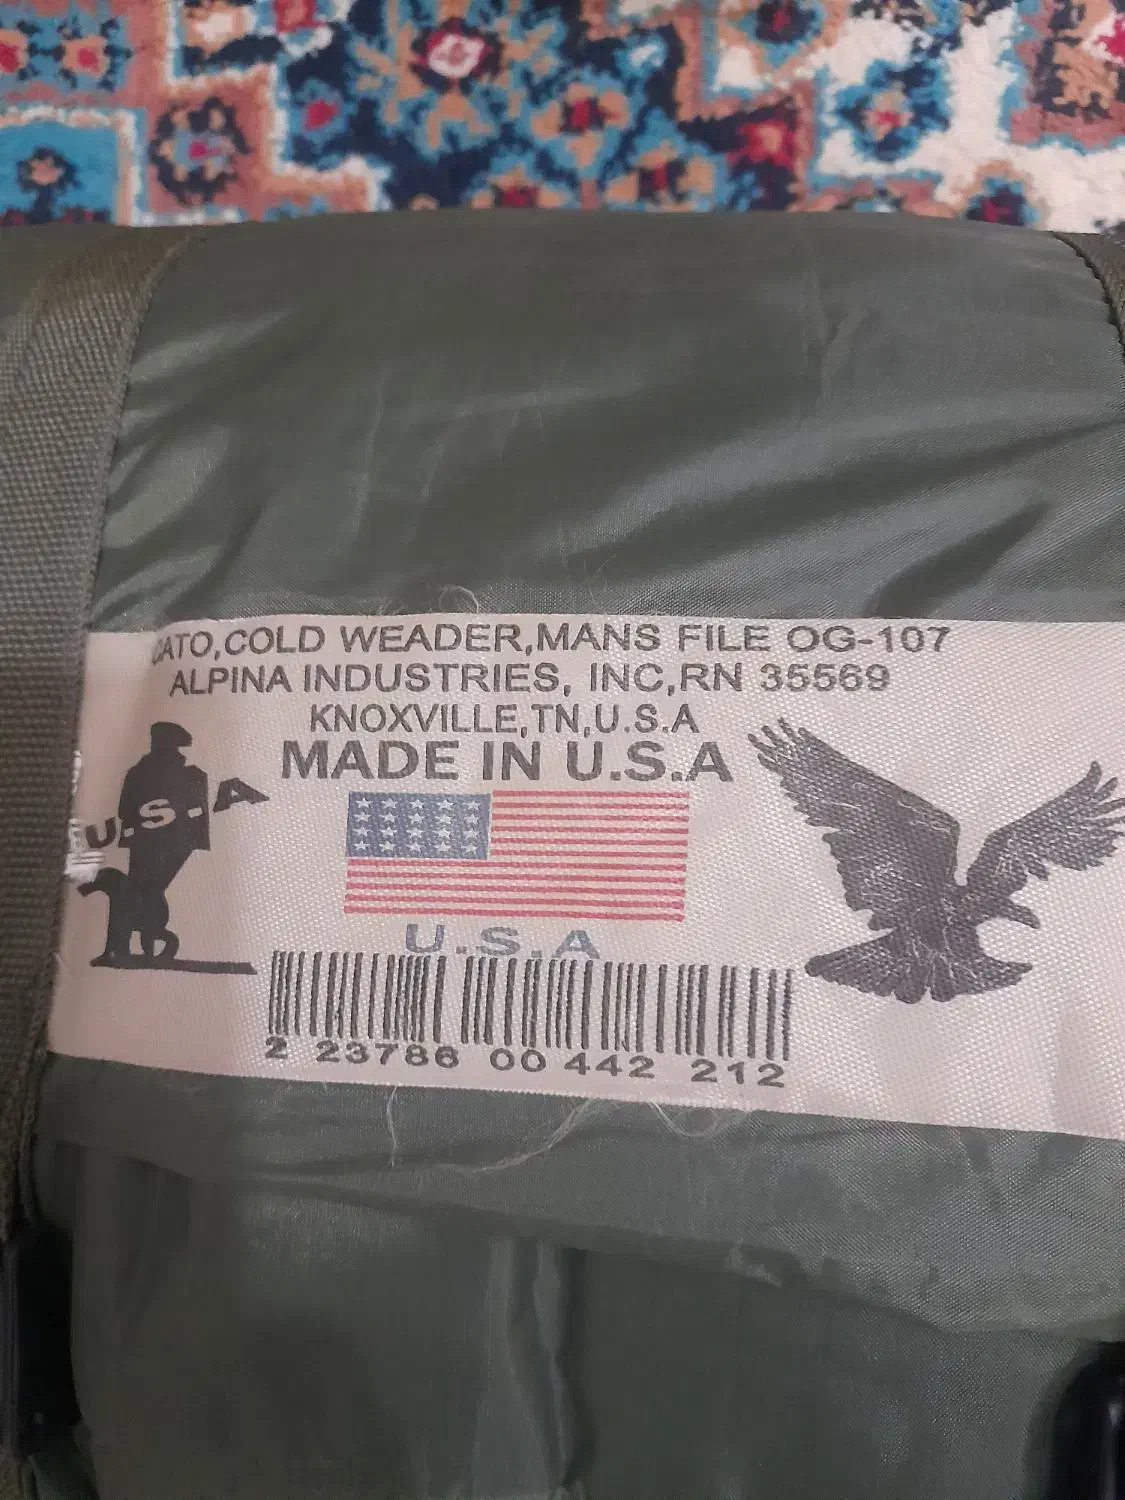 CATO,COLD WEADER,MANS FILE OG-107
ALPINA INDUSTRIES, INC,RN 35569
KNOXVILLE,TN,U.S.A
MADE IN U.S.A
U.S.A
U.S.A
2 23786 00 442 212